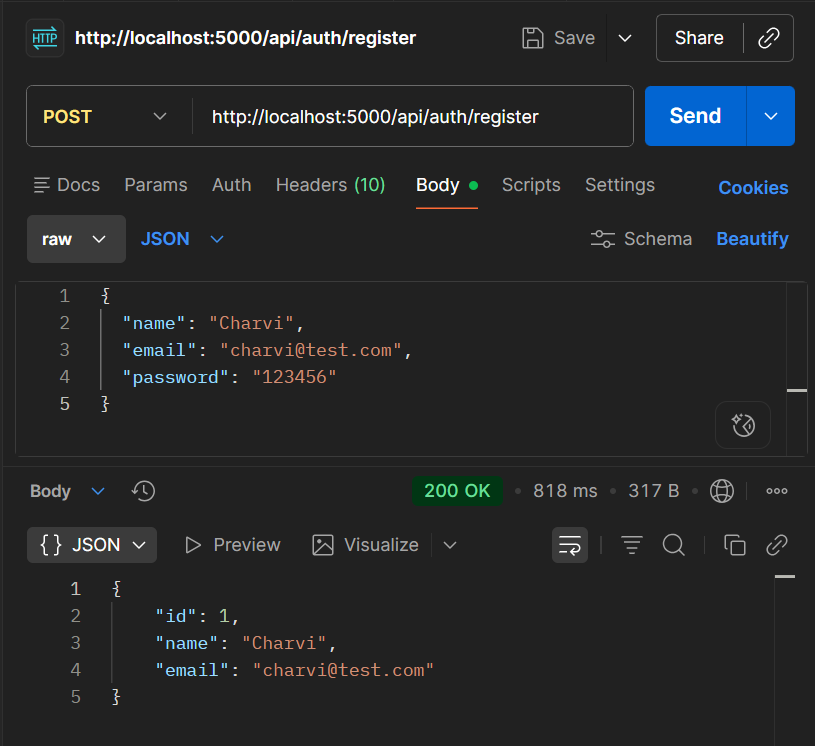 HTTP http://localhost:5000/api/auth/register Save Share
POST http://localhost:5000/api/auth/register Send
Docs Params Auth Headers (10) Body Scripts Settings Cookies
raw JSON Schema Beautify
1 {
2 "name": "Charvi",
3 "email": "charvi@test.com",
4 "password": "123456"
5 }
Body 200 OK • 818 ms • 317 B •
{} JSON Preview Visualize
1 {
2 "id": 1,
3 "name": "Charvi",
4 "email": "charvi@test.com"
5 }